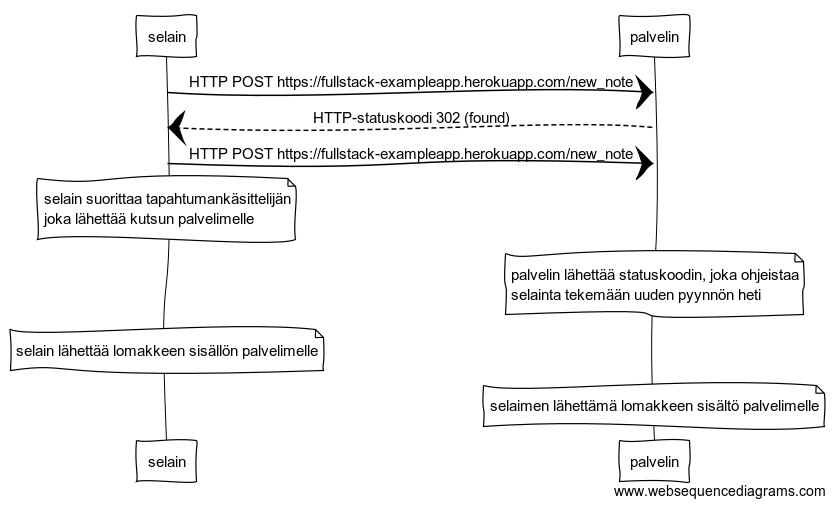 selain
palvelin
HTTP POST https://fullstack-exampleapp.herokuapp.com/new_note
HTTP-statuskoodi 302 (found)
HTTP POST https://fullstack-exampleapp.herokuapp.com/new_note
selain suorittaa tapahtumankäsittelijän
joka lähettää kutsun palvelimelle
palvelin lähettää statuskoodin, joka ohjeistaa
selainta tekemään uuden pyynnön heti
selain lähettää lomakkeen sisällön palvelimelle
selaimen lähettämä lomakkeen sisältö palvelimelle
selain
palvelin
www.websequencediagrams.com